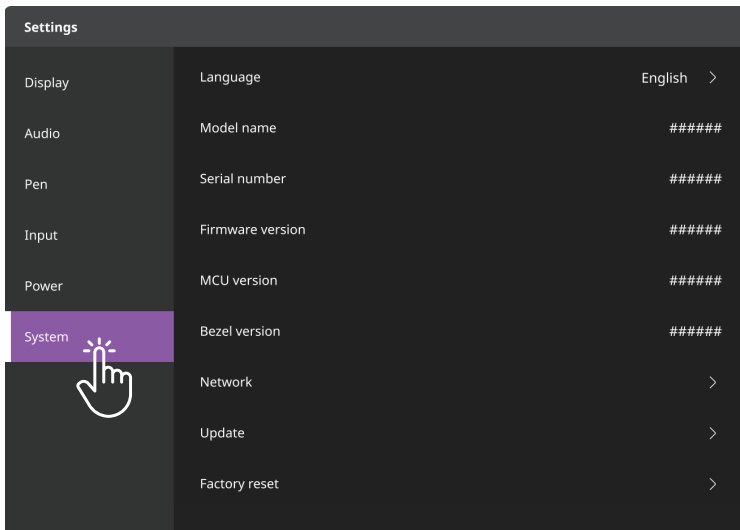 Settings
Display
Audio
Pen
Input
Power
System
Language English >
Model name ######
Serial number ######
Firmware version ######
MCU version ######
Bezel version ######
Network >
Update >
Factory reset >